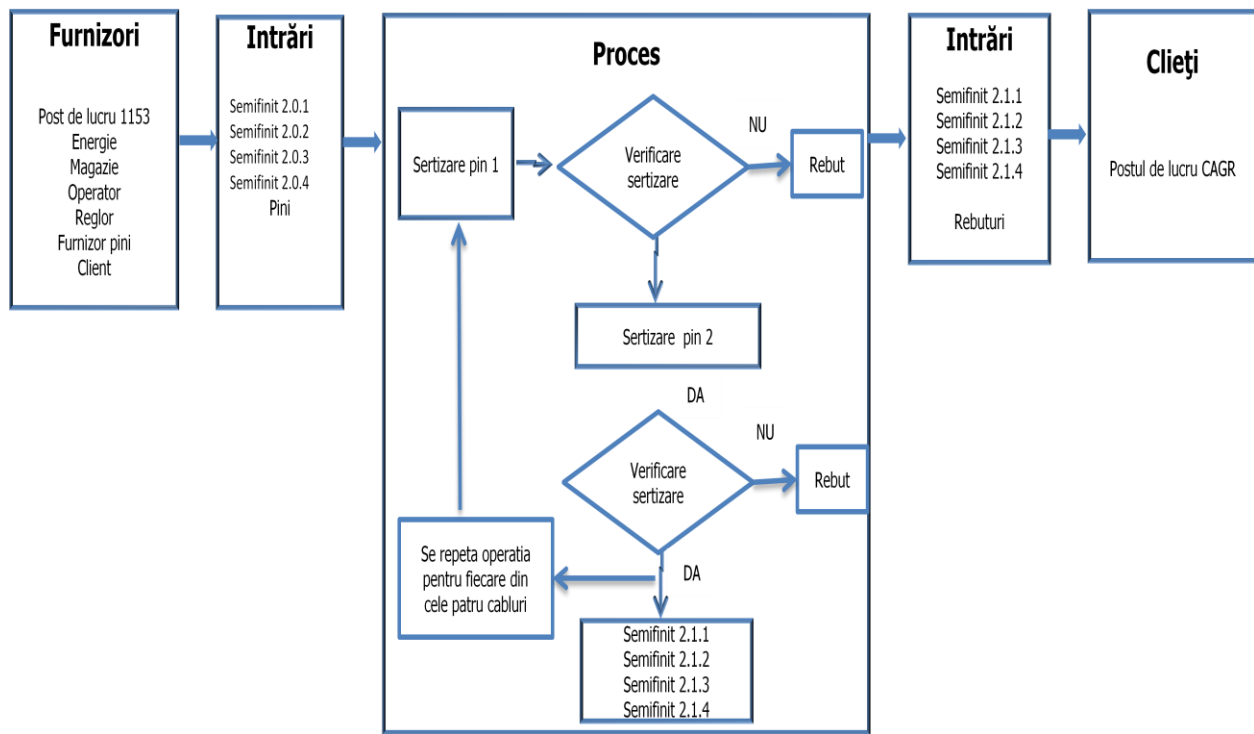 Furnizori
Post de lucru 1153
Energie
Magazie
Operator
Reglor
Furnizor pini
Client
Intrări
Semifinit 2.0.1
Semifinit 2.0.2
Semifinit 2.0.3
Semifinit 2.0.4
Pini
Proces
Sertizare pin 1
Verificare
sertizare
NU
Rebut
Sertizare pin 2
DA
Verificare
sertizare
NU
Rebut
DA
Se repeta operatia
pentru fiecare din
cele patru cabluri
Semifinit 2.1.1
Semifinit 2.1.2
Semifinit 2.1.3
Semifinit 2.1.4
Intrări
Semifinit 2.1.1
Semifinit 2.1.2
Semifinit 2.1.3
Semifinit 2.1.4
Rebuturi
Clieţi
Postul de lucru CAGR